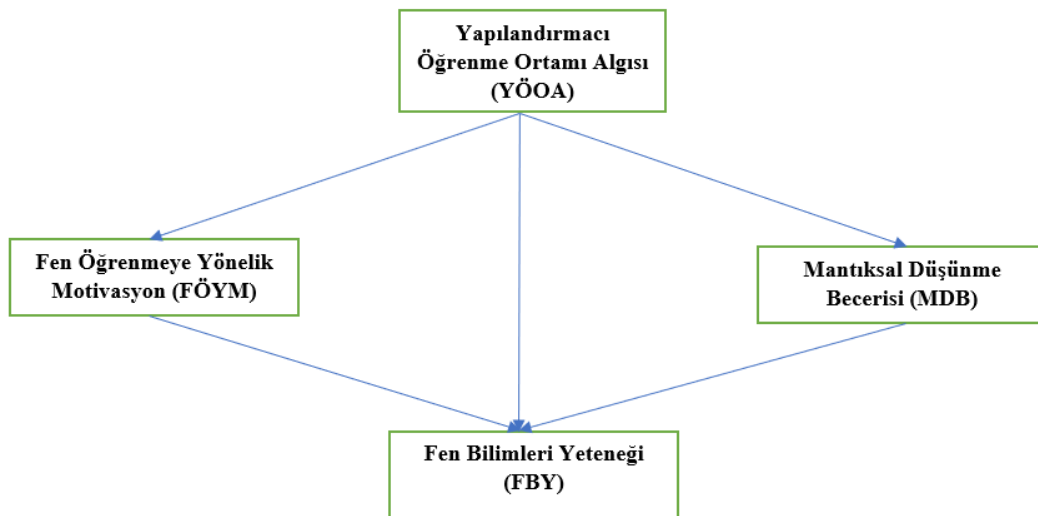 Yapılandırmacı
Öğrenme Ortamı Algısı
(YÖOA)
Fen Öğrenmeye Yönelik
Motivasyon (FÖYM)
Mantıksal Düşünme
Becerisi (MDB)
Fen Bilimleri Yeteneği
(FBY)